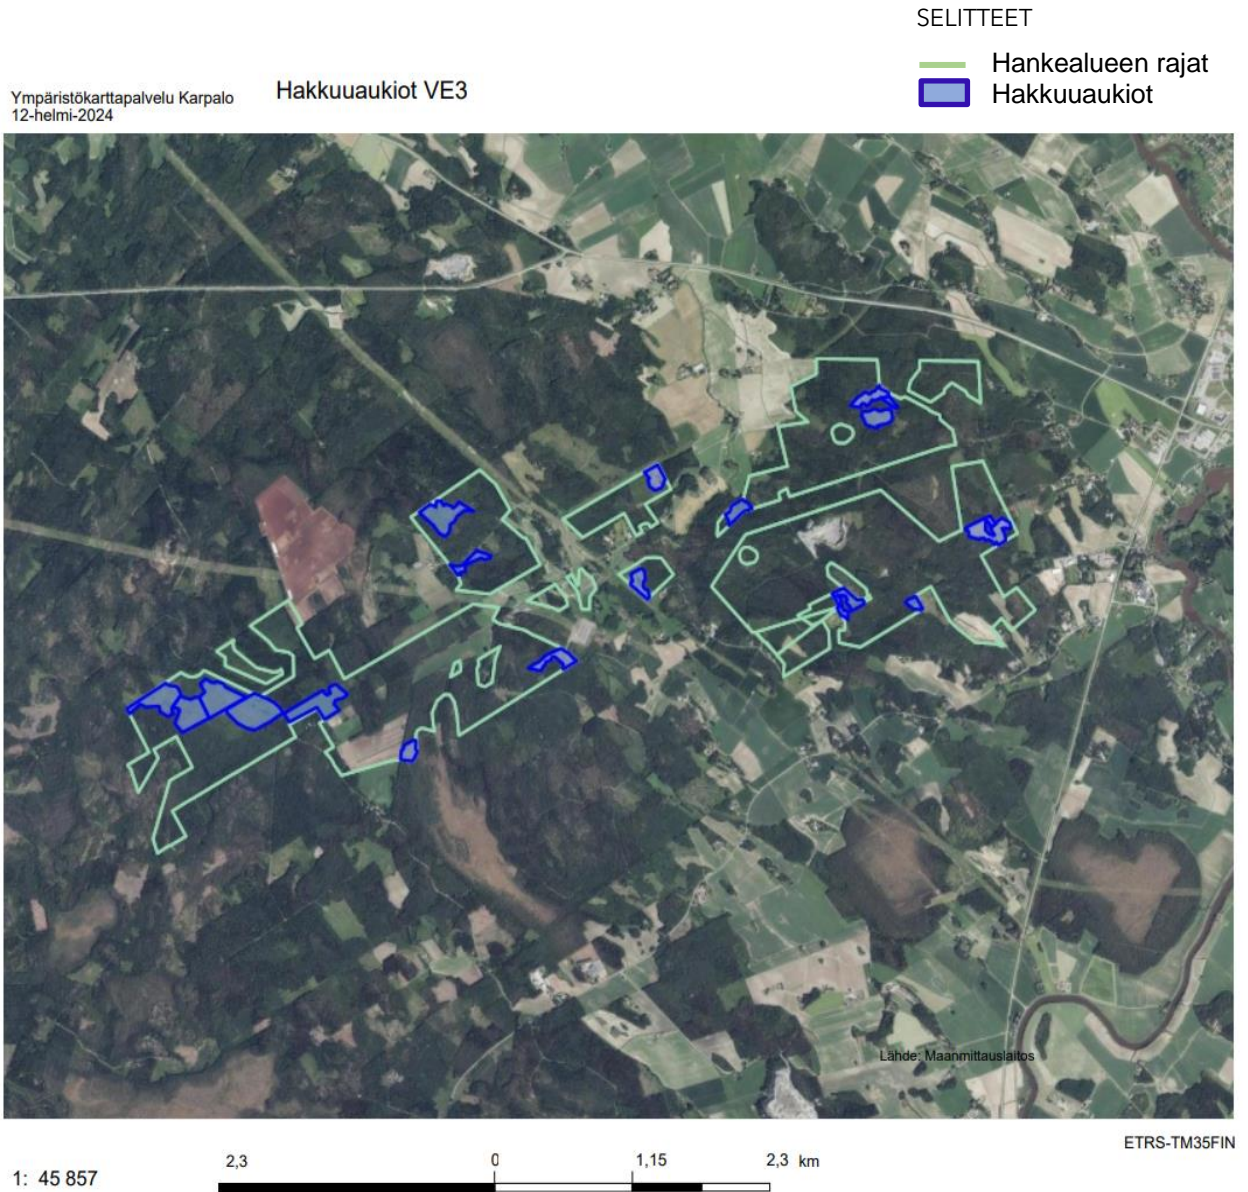 SELITTEET
Hankealueen rajat
Hakkuuaukiot
Ympäristökarttapalvelu Karpalo
12-helmi-2024
Hakkuuaukiot VE3
Lähde: Maanmittauslaitos
ETRS-TM35FIN
1: 45 857
2,3 0 1,15 2,3 km